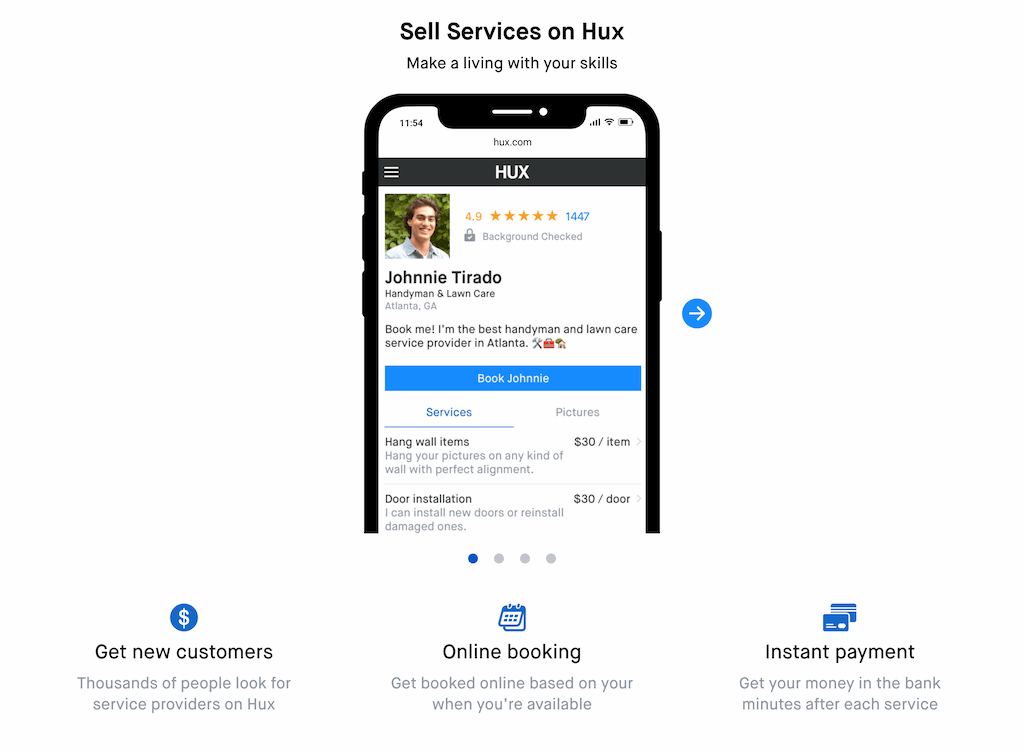 Sell Services on Hux
Make a living with your skills
11:54
hux.com
HUX
4.9 ★★★★★ 1447
Background Checked
Johnnie Tirado
Handyman & Lawn Care
Atlanta, GA
Book me! I'm the best handyman and lawn care
service provider in Atlanta. 🛠️🧰🏡
Book Johnnie
Services Pictures
Hang wall items $30 / item
Hang your pictures on any kind of
wall with perfect alignment.
Door installation $30 / door
I can install new doors or reinstall
damaged ones.
Get new customers
Thousands of people look for
service providers on Hux
Online booking
Get booked online based on your
when you're available
Instant payment
Get your money in the bank
minutes after each service